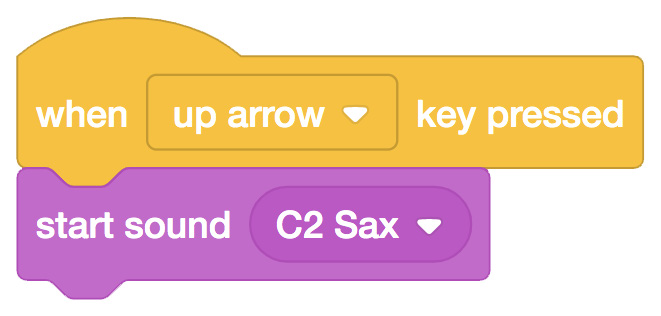 when up arrow key pressed
start sound C2 Sax